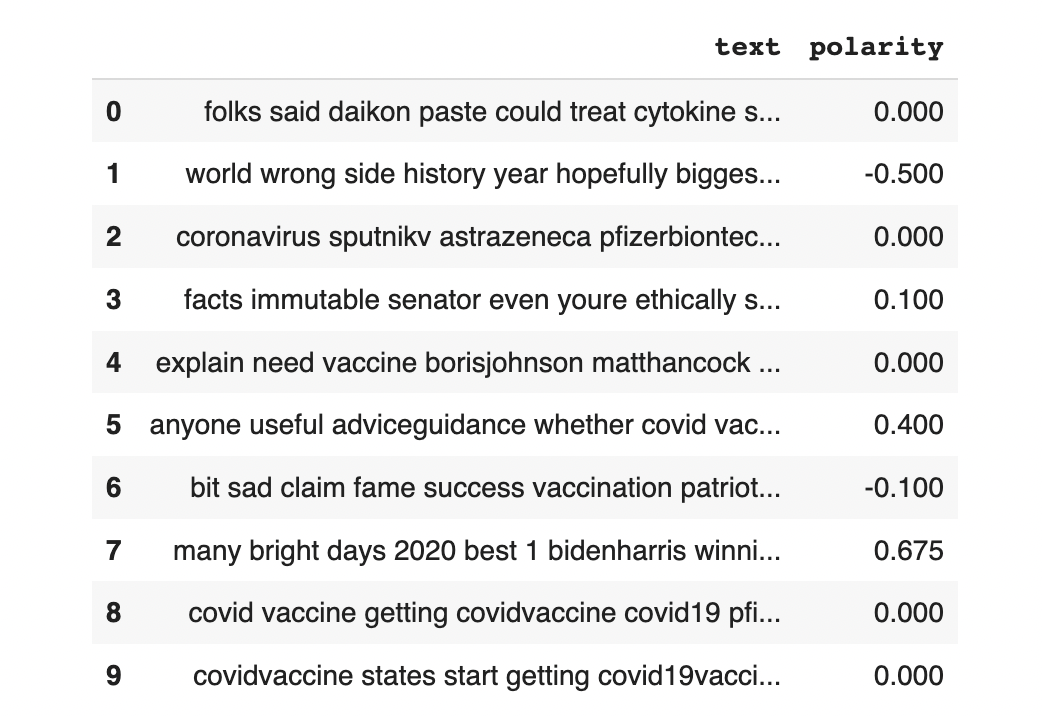 text polarity
0 folks said daikon paste could treat cytokine s... 0.000
1 world wrong side history year hopefully bigges... -0.500
2 coronavirus sputnikv astrazeneca pfizerbiontec... 0.000
3 facts immutable senator even youre ethically s... 0.100
4 explain need vaccine borisjohnson matthancock ... 0.000
5 anyone useful adviceguidance whether covid vac... 0.400
6 bit sad claim fame success vaccination patriot... -0.100
7 many bright days 2020 best 1 bidenharris winni... 0.675
8 covid vaccine getting covidvaccine covid19 pfi... 0.000
9 covidvaccine states start getting covid19vacci... 0.000